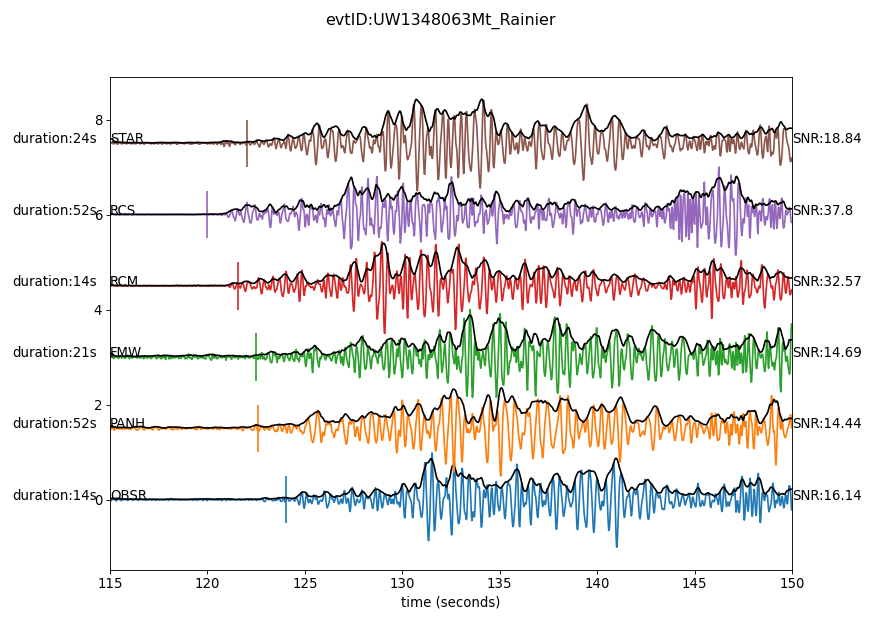 evtID:UW1348063Mt_Rainier
8
duration:24s STAR SNR:18.84
duration:52s RCS SNR:37.8
6
duration:14s RCM SNR:32.57
4
duration:21s FMW SNR:14.69
2
duration:52s PANH SNR:14.44
duration:14s OBSR SNR:16.14
0
115 120 125 130 135 140 145 150
time (seconds)